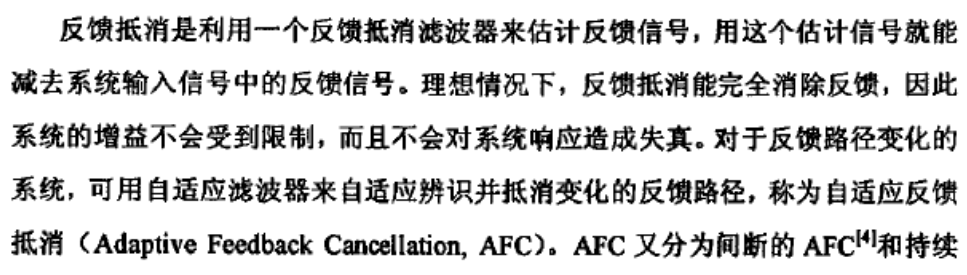 反馈抵消是利用一个反馈抵消滤波器来估计反馈信号，用这个估计信号就能
减去系统输入信号中的反馈信号。理想情况下，反馈抵消能完全消除反馈，因此
系统的增益不会受到限制，而且不会对系统响应造成失真。对于反馈路径变化的
系统，可用自适应滤波器来自适应辨识并抵消变化的反馈路径，称为自适应反馈
抵消（Adaptive Feedback Cancellation, AFC）。AFC 又分为间断的 AFC[4]和持续